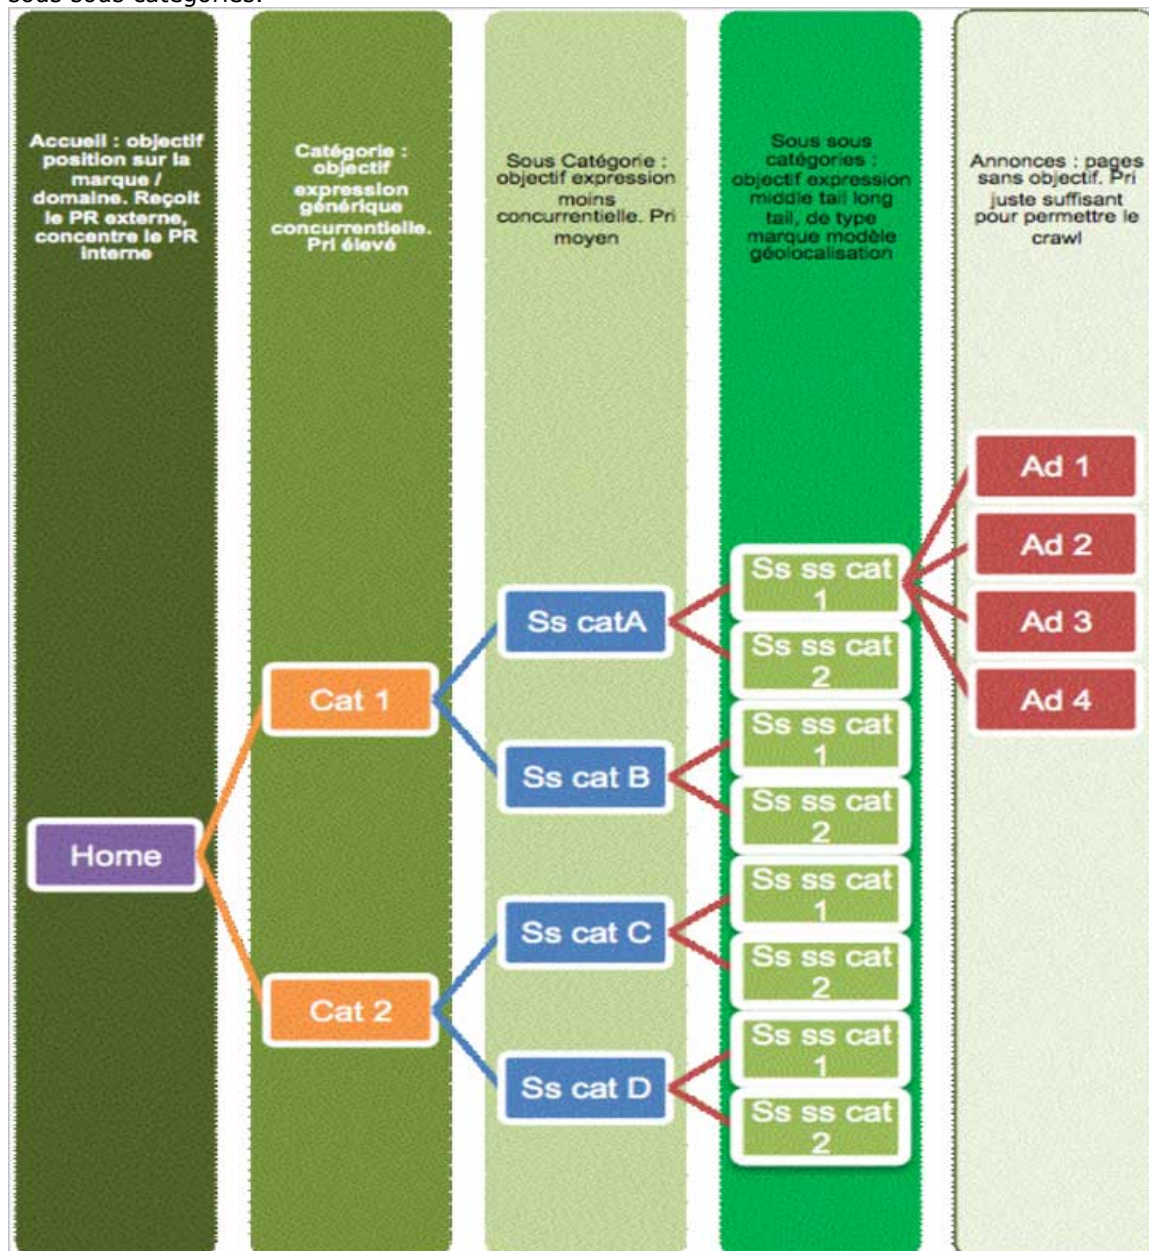 sous sous catégories.
Accueil : objectif
position sur la
marque /
domaine. Reçoit
le PR externe,
concentre le PR
interne
Catégorie :
objectif
expression
générique
concurrentielle.
Pri élevé
Sous Catégorie :
objectif expression
moins
concurrentielle. Pri
moyen
Sous sous
catégories :
objectif expression
middle tail long
tail, de type
marque modèle
géolocalisation
Annonces : pages
sans objectif. Pri
juste suffisant
pour permettre le
crawl
Home
Cat 1
Cat 2
Ss catA
Ss cat B
Ss cat C
Ss cat D
Ss ss cat
1
Ss ss cat
2
Ss ss cat
1
Ss ss cat
2
Ss ss cat
1
Ss ss cat
2
Ss ss cat
1
Ss ss cat
2
Ad 1
Ad 2
Ad 3
Ad 4